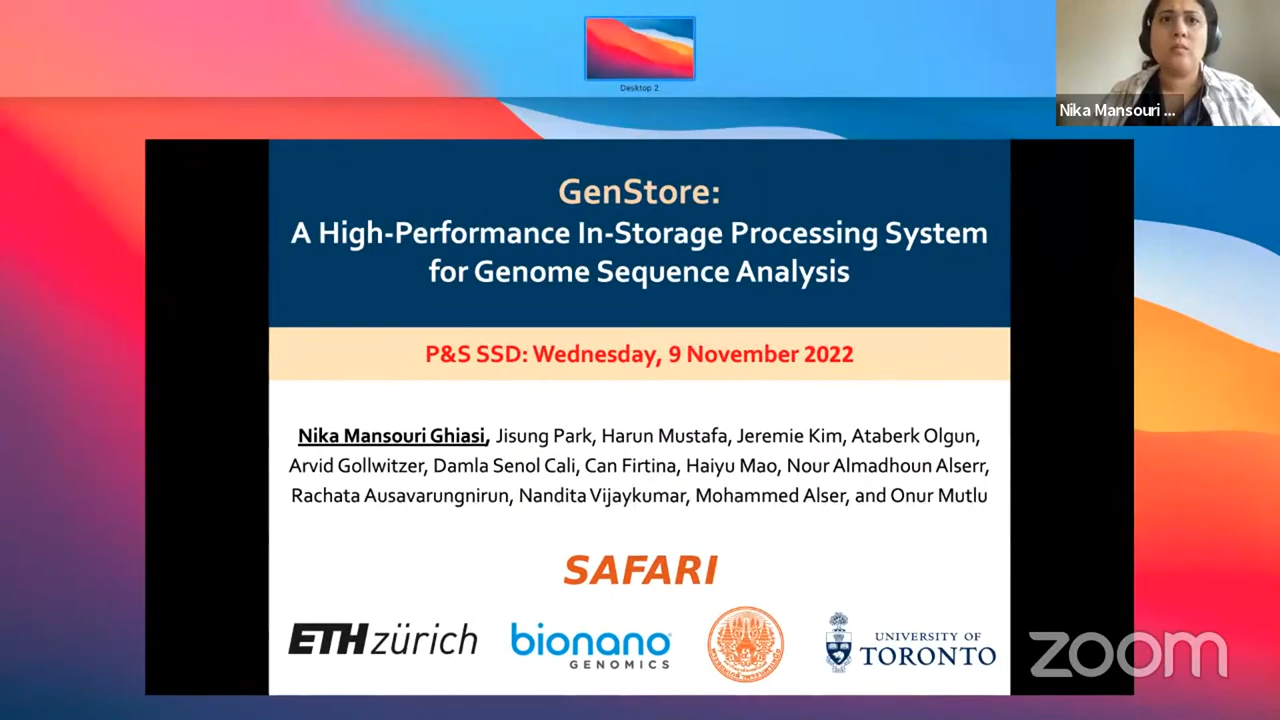 Desktop 2
Nika Mansouri ...
GenStore:
A High-Performance In-Storage Processing System
for Genome Sequence Analysis
P&S SSD: Wednesday, 9 November 2022
Nika Mansouri Ghiasi, Jisung Park, Harun Mustafa, Jeremie Kim, Ataberk Olgun,
Arvid Gollwitzer, Damla Senol Cali, Can Firtina, Haiyu Mao, Nour Almadhoun Alserr,
Rachata Ausavarungnirun, Nandita Vijaykumar, Mohammed Alser, and Onur Mutlu
SAFARI
ETH zürich
bionano
GENOMICS
UNIVERSITY OF
TORONTO
zoom